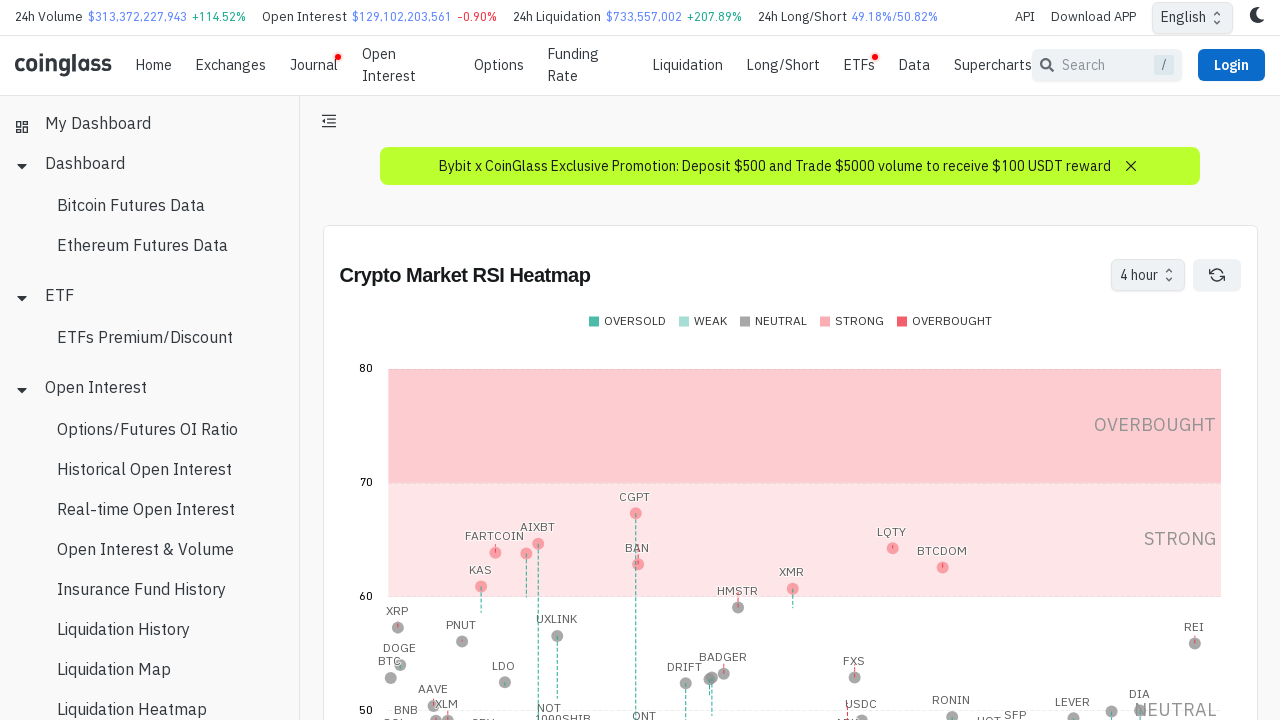 24h Volume $313,372,227,943 +114.52% Open Interest $129,102,203,561 -0.90% 24h Liquidation $733,557,002 +207.89% 24h Long/Short 49.18%/50.82% API Download APP English
coinglass Home Exchanges Journal Open Interest Options Funding Rate Liquidation Long/Short ETFs Data Supercharts Search / Login
My Dashboard
Dashboard
Bitcoin Futures Data
Ethereum Futures Data
ETF
ETFs Premium/Discount
Open Interest
Options/Futures OI Ratio
Historical Open Interest
Real-time Open Interest
Open Interest & Volume
Insurance Fund History
Liquidation History
Liquidation Map
Liquidation Heatmap
Bybit x CoinGlass Exclusive Promotion: Deposit $500 and Trade $5000 volume to receive $100 USDT reward
Crypto Market RSI Heatmap
4 hour
OVERSOLD WEAK NEUTRAL STRONG OVERBOUGHT
80
OVERBOUGHT
70
CGPT
AIXBT
FARTCOIN
LQTY
STRONG
BAN
BTCDOM
KAS
XMR
HMSTR
60
XRP
UXLINK
PNUT
REI
DOGE
BTC
BADGER
FXS
LDO
DRIFT
AAVE
DIA
RONIN
LEVER
BNB
XLM
NOT
USDC
50
NEUTRAL
SFP
ONT
1000SHIB